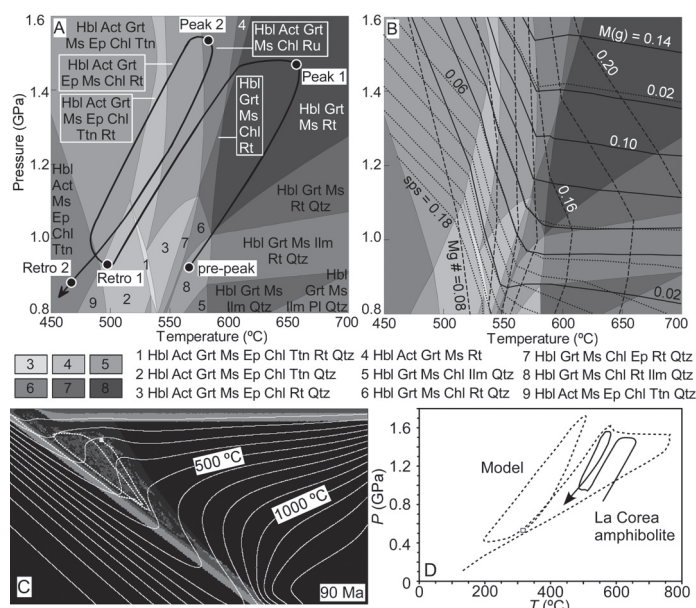 A
Hbl Act Grt
Ms Ep Chl Ttn
Peak 2
4
Hbl Act Grt
Ms Chl Ru
Peak 1
Hbl Act Grt
Ep Ms Chl Rt
Hbl Act Grt
Ms Ep Chl
Ttn Rt
Hbl
Grt
Ms
Chl
Rt
Hbl Grt
Ms Rt
Hbl
Act
Ms
Ep
Chl
Ttn
Hbl Grt Ms
Rt Qtz
1
3
7
6
Hbl Grt Ms Ilm
Rt Qtz
Retro 2
Retro 1
pre-peak
9
2
8
5
Hbl Grt
Ms
Ilm Qtz
Hbl
Grt Ms
Ilm Pl Qtz
Pressure (GPa)
1.6
1.4
1.2
1.0
0.8
450
500
550
600
650
700
Temperature (ºC)
B
M(g) = 0.14
0.20
0.06
0.02
0.10
sps = 0.18
0.16
Mg # = 0.08
0.02
1.6
1.4
1.2
1.0
0.8
450
500
550
600
650
700
Temperature (ºC)
3 4 5
6 7 8
1 Hbl Act Grt Ms Ep Chl Ttn Rt Qtz
2 Hbl Act Grt Ms Ep Chl Ttn Qtz
3 Hbl Act Grt Ms Ep Chl Rt Qtz
4 Hbl Act Grt Ms Rt
5 Hbl Grt Ms Chl Ilm Qtz
6 Hbl Grt Ms Chl Rt Qtz
7 Hbl Grt Ms Chl Ep Rt Qtz
8 Hbl Grt Ms Chl Rt Ilm Qtz
9 Hbl Act Ms Ep Chl Ttn Qtz
500 ºC
1000 ºC
C
90 Ma
P (GPa)
1.6
1.2
0.8
0.4
0
Model
La Corea
amphibolite
D
0
200
400
600
800
T (ºC)